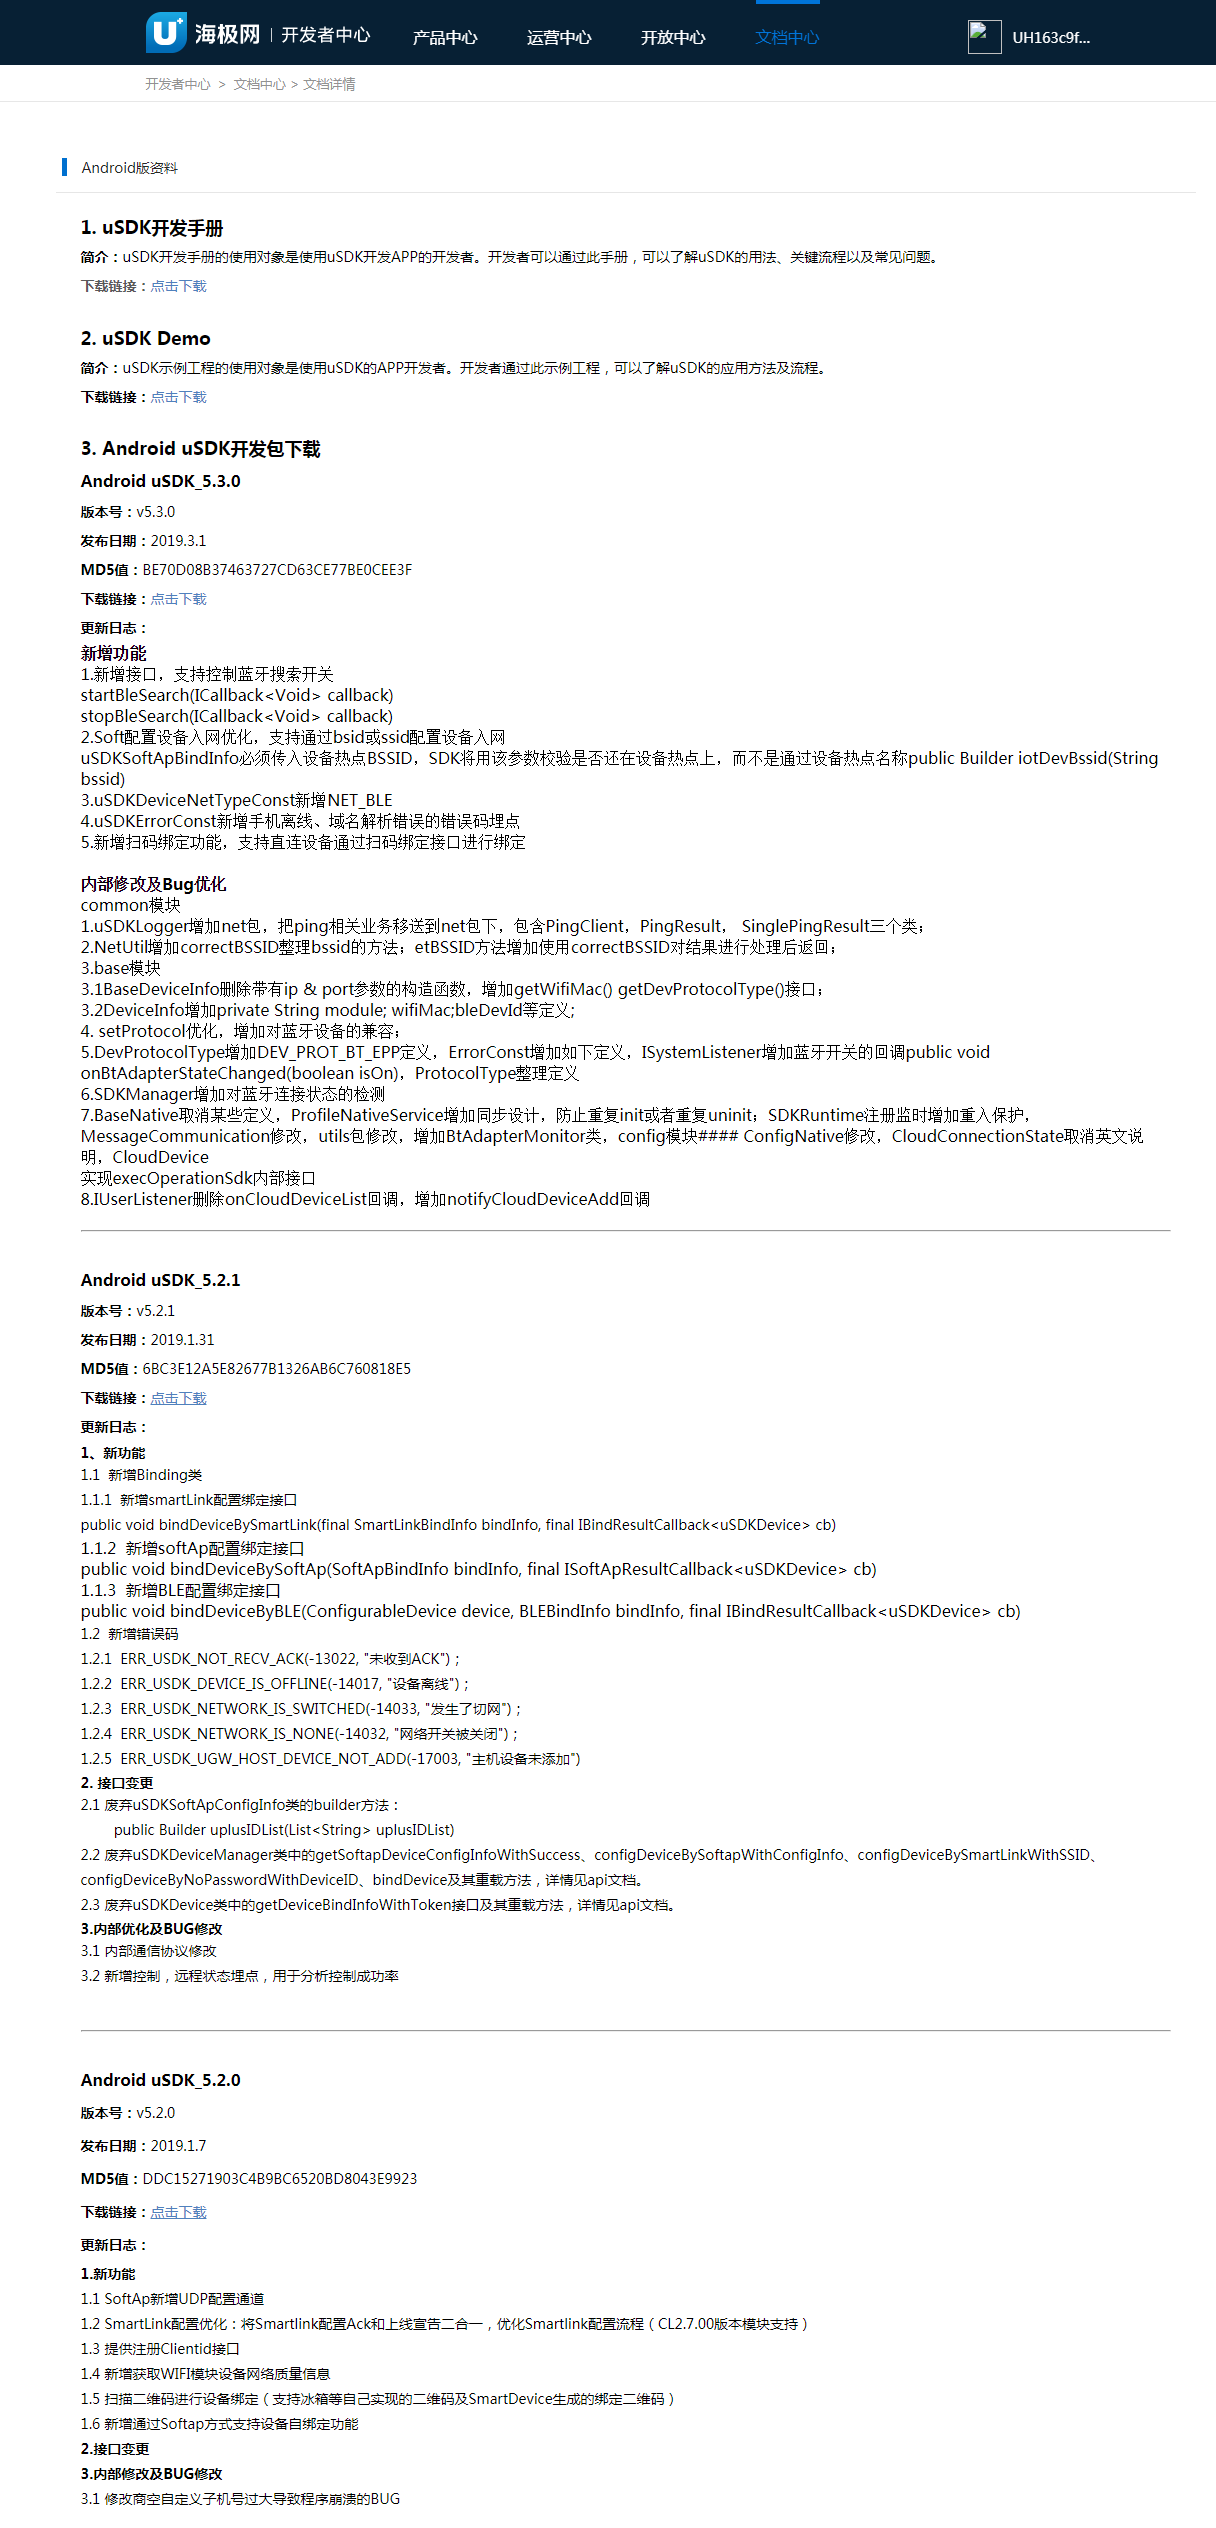 U+ 海极网 | 开发者中心 产品中心 运营中心 开放中心 文档中心 UH163c9f...
开发者中心 > 文档中心 > 文档详情
Android版资料
1. uSDK开发手册
简介：uSDK开发手册的使用对象是使用uSDK开发APP的开发者。开发者可以通过此手册，可以了解uSDK的用法、关键流程以及常见问题。
下载链接：点击下载
2. uSDK Demo
简介：uSDK示例工程的使用对象是使用uSDK的APP开发者。开发者通过此示例工程，可以了解uSDK的应用方法及流程。
下载链接：点击下载
3. Android uSDK开发包下载
Android uSDK_5.3.0
版本号：v5.3.0
发布日期：2019.3.1
MD5值：BE70D08B37463727CD63CE77BE0CEE3F
下载链接：点击下载
更新日志：
新增功能
1.新增接口，支持控制蓝牙搜索开关
startBleSearch(ICallback<Void> callback)
stopBleSearch(ICallback<Void> callback)
2.Soft配置设备入网优化，支持通过bsid或ssid配置设备入网
uSDKSoftApBindInfo必须传入设备热点BSSID，SDK将用该参数校验是否还在设备热点上，而不是通过设备热点名称public Builder iotDevBssid(String
bssid)
3.uSDKDeviceNetTypeConst新增NET_BLE
4.uSDKErrorConst新增手机离线、域名解析错误的错误码埋点
5.新增扫码绑定功能，支持直连设备通过扫码绑定接口进行绑定
内部修改及Bug优化
common模块
1.uSDKLogger增加net包，把ping相关业务移送到net包下，包含PingClient，PingResult， SinglePingResult三个类；
2.NetUtil增加correctBSSID整理bssid的方法；etBSSID方法增加使用correctBSSID对结果进行处理后返回；
3.base模块
3.1BaseDeviceInfo删除带有ip & port参数的构造函数，增加getWifiMac() getDevProtocolType()接口；
3.2DeviceInfo增加private String module; wifiMac;bleDevId等定义;
4. setProtocol优化，增加对蓝牙设备的兼容；
5.DevProtocolType增加DEV_PROT_BT_EPP定义，ErrorConst增加如下定义，ISystemListener增加蓝牙开关的回调public void
onBtAdapterStateChanged(boolean isOn)，ProtocolType整理定义
6.SDKManager增加对蓝牙连接状态的检测
7.BaseNative取消某些定义，ProfileNativeService增加同步设计，防止重复init或者重复uninit；SDKRuntime注册监时增加重入保护，
MessageCommunication修改，utils包修改，增加BtAdapterMonitor类，config模块#### ConfigNative修改，CloudConnectionState取消英文说
明，CloudDevice
实现execOperationSdk内部接口
8.IUserListener删除onCloudDeviceList回调，增加notifyCloudDeviceAdd回调
Android uSDK_5.2.1
版本号：v5.2.1
发布日期：2019.1.31
MD5值：6BC3E12A5E82677B1326AB6C760818E5
下载链接：点击下载
更新日志：
1、新功能
1.1 新增Binding类
1.1.1 新增smartLink配置绑定接口
public void bindDeviceBySmartLink(final SmartLinkBindInfo bindInfo, final IBindResultCallback<uSDKDevice> cb)
1.1.2 新增softAp配置绑定接口
public void bindDeviceBySoftAp(SoftApBindInfo bindInfo, final ISoftApResultCallback<uSDKDevice> cb)
1.1.3 新增BLE配置绑定接口
public void bindDeviceByBLE(ConfigurableDevice device, BLEBindInfo bindInfo, final IBindResultCallback<uSDKDevice> cb)
1.2 新增错误码
1.2.1 ERR_USDK_NOT_RECV_ACK(-13022, "未收到ACK")；
1.2.2 ERR_USDK_DEVICE_IS_OFFLINE(-14017, "设备离线")；
1.2.3 ERR_USDK_NETWORK_IS_SWITCHED(-14033, "发生了切网")；
1.2.4 ERR_USDK_NETWORK_IS_NONE(-14032, "网络开关被关闭")；
1.2.5 ERR_USDK_UGW_HOST_DEVICE_NOT_ADD(-17003, "主机设备未添加")
2. 接口变更
2.1 废弃uSDKSoftApConfigInfo类的builder方法：
public Builder uplusIDList(List<String> uplusIDList)
2.2 废弃uSDKDeviceManager类中的getSoftapDeviceConfigInfoWithSuccess、configDeviceBySoftapWithConfigInfo、configDeviceBySmartLinkWithSSID、
configDeviceByNoPasswordWithDeviceID、bindDevice及其重载方法，详情见api文档。
2.3 废弃uSDKDevice类中的getDeviceBindInfoWithToken接口及其重载方法，详情见api文档。
3.内部优化及BUG修改
3.1 内部通信协议修改
3.2 新增控制，远程状态埋点，用于分析控制成功率
Android uSDK_5.2.0
版本号：v5.2.0
发布日期：2019.1.7
MD5值：DDC15271903C4B9BC6520BD8043E9923
下载链接：点击下载
更新日志：
1.新功能
1.1 SoftAp新增UDP配置通道
1.2 SmartLink配置优化：将Smartlink配置Ack和上线宣告二合一，优化Smartlink配置流程（CL2.7.00版本模块支持）
1.3 提供注册Clientid接口
1.4 新增获取WIFI模块设备网络质量信息
1.5 扫描二维码进行设备绑定（支持冰箱等自己实现的二维码及SmartDevice生成的绑定二维码）
1.6 新增通过Softap方式支持设备自绑定功能
2.接口变更
3.内部修改及BUG修改
3.1 修改商空自定义子机号过大导致程序崩溃的BUG